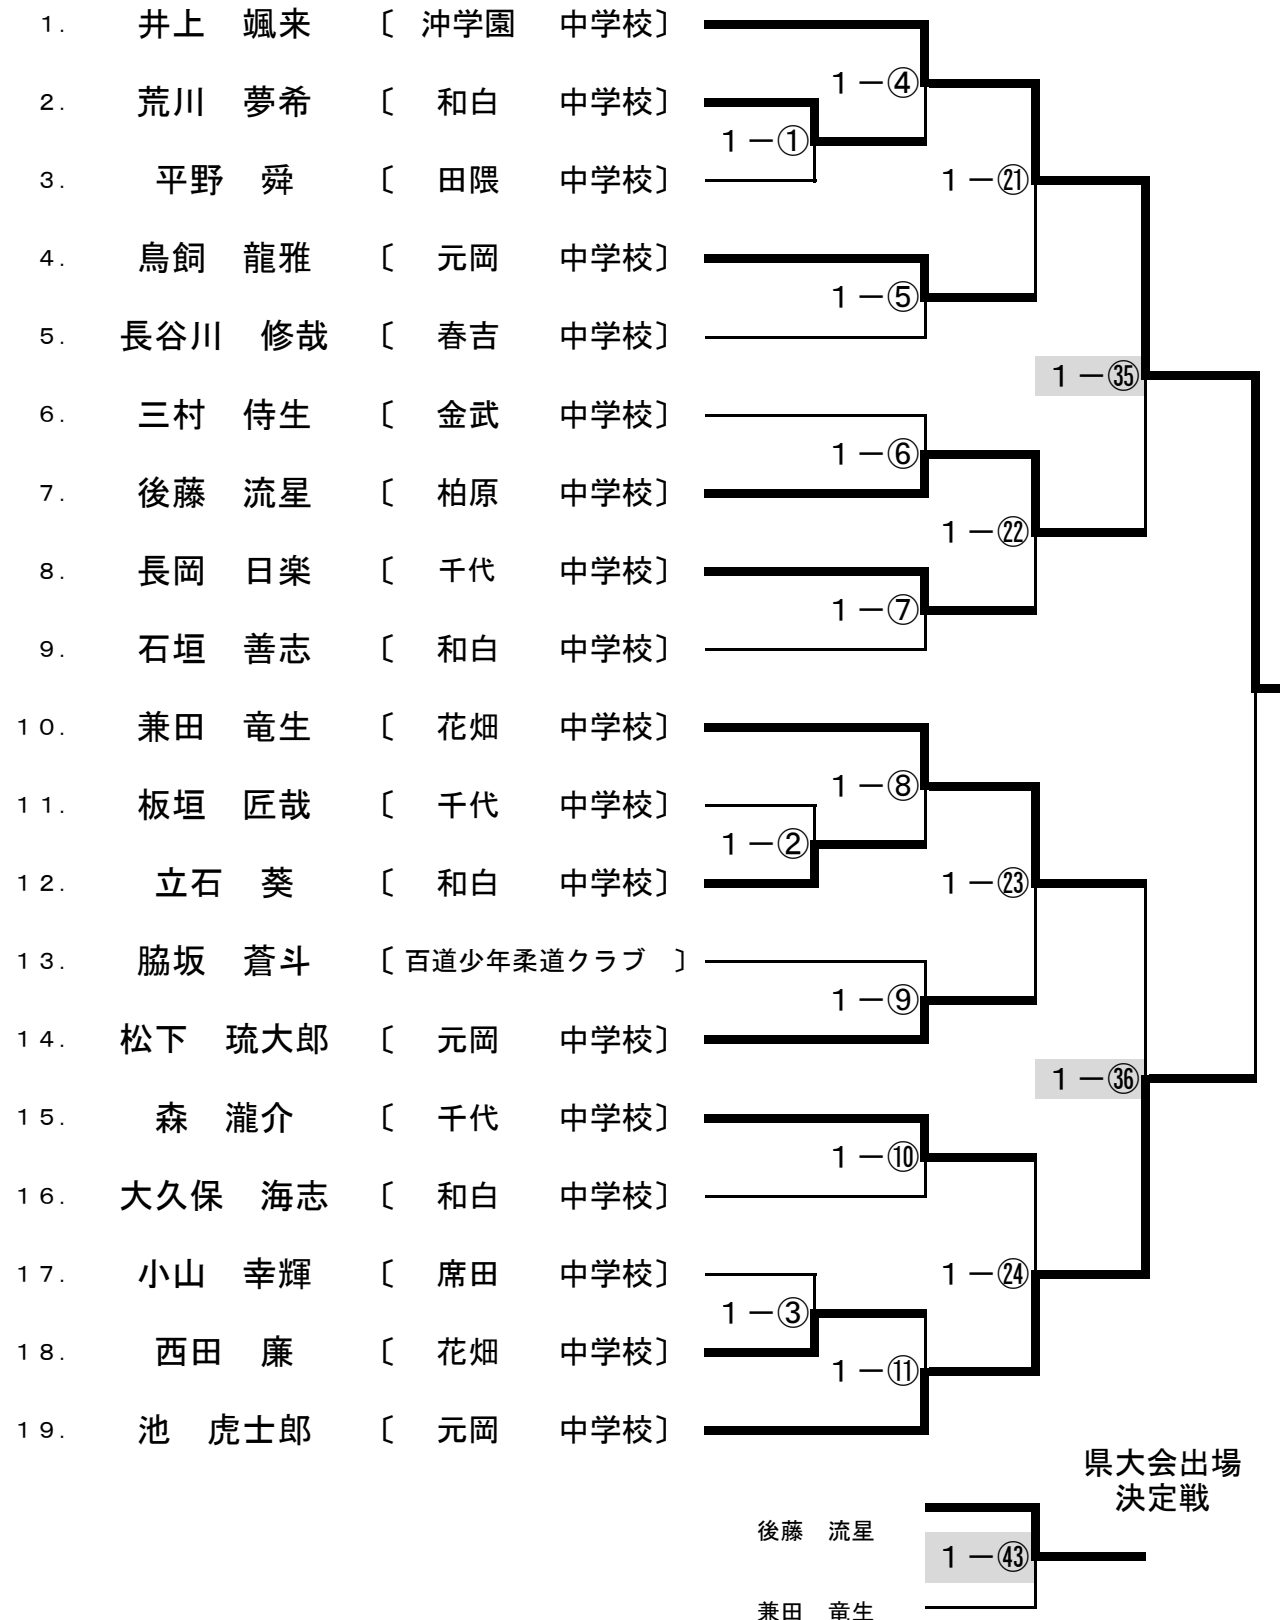 １．　井上　颯来　〔　沖学園　中学校〕
１－④
２．　荒川　夢希　〔　和白　中学校〕
１－①
３．　平野　舜　〔　田隈　中学校〕
１－㉑
４．　鳥飼　龍雅　〔　元岡　中学校〕
１－⑤
５．　長谷川　修哉　〔　春吉　中学校〕
１－㉟
６．　三村　侍生　〔　金武　中学校〕
１－⑥
７．　後藤　流星　〔　柏原　中学校〕
１－㉒
８．　長岡　日楽　〔　千代　中学校〕
１－⑦
９．　石垣　善志　〔　和白　中学校〕
１０．　兼田　竜生　〔　花畑　中学校〕
１－⑧
１１．　板垣　匠哉　〔　千代　中学校〕
１－②
１２．　立石　葵　〔　和白　中学校〕
１－㉓
１３．　脇坂　蒼斗　〔　百道少年柔道クラブ　〕
１－⑨
１４．　松下　琉大郎　〔　元岡　中学校〕
１－㊱
１５．　森　瀧介　〔　千代　中学校〕
１－⑩
１６．　大久保　海志　〔　和白　中学校〕
１７．　小山　幸輝　〔　席田　中学校〕
１－㉔
１－③
１８．　西田　廉　〔　花畑　中学校〕
１－⑪
１９．　池　虎士郎　〔　元岡　中学校〕
県大会出場
決定戦
後藤　流星
１－㊸
兼田　竜生